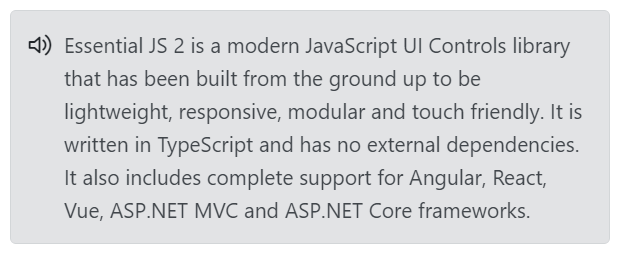 Essential JS 2 is a modern JavaScript UI Controls library
that has been built from the ground up to be
lightweight, responsive, modular and touch friendly. It is
written in TypeScript and has no external dependencies.
It also includes complete support for Angular, React,
Vue, ASP.NET MVC and ASP.NET Core frameworks.